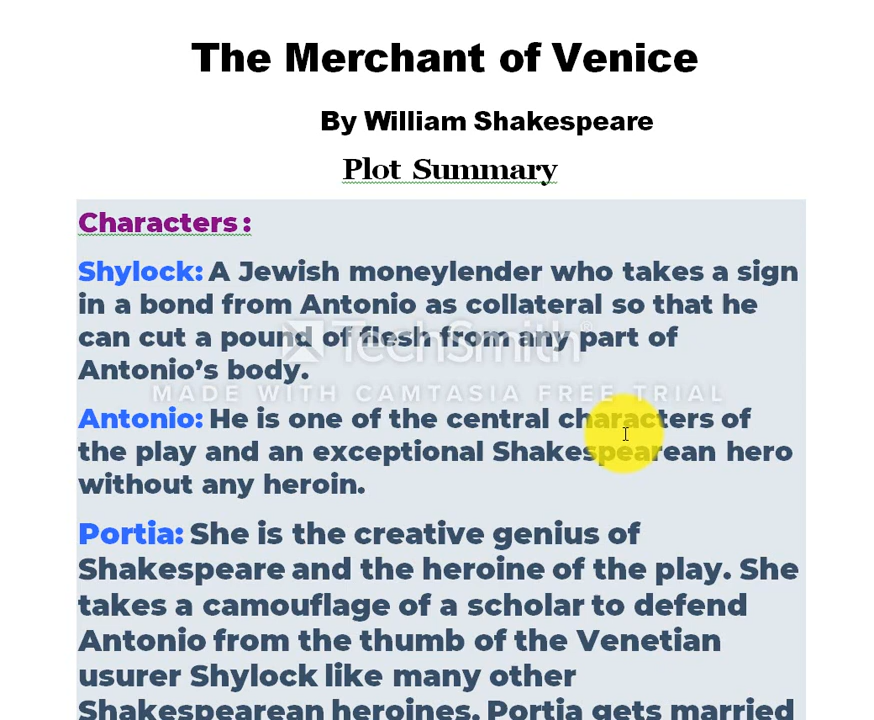 The Merchant of Venice
By William Shakespeare
Plot Summary
Characters :
Shylock: A Jewish moneylender who takes a sign
in a bond from Antonio as collateral so that he
can cut a pound of flesh from any part of
Antonio’s body.
TechSmith
MADE WITH CAMTASIA FREE TRIAL
Antonio: He is one of the central characters of
the play and an exceptional Shakespearean hero
without any heroin.
Portia: She is the creative genius of
Shakespeare and the heroine of the play. She
takes a camouflage of a scholar to defend
Antonio from the thumb of the Venetian
usurer Shylock like many other
Shakespearean heroines. Portia gets married